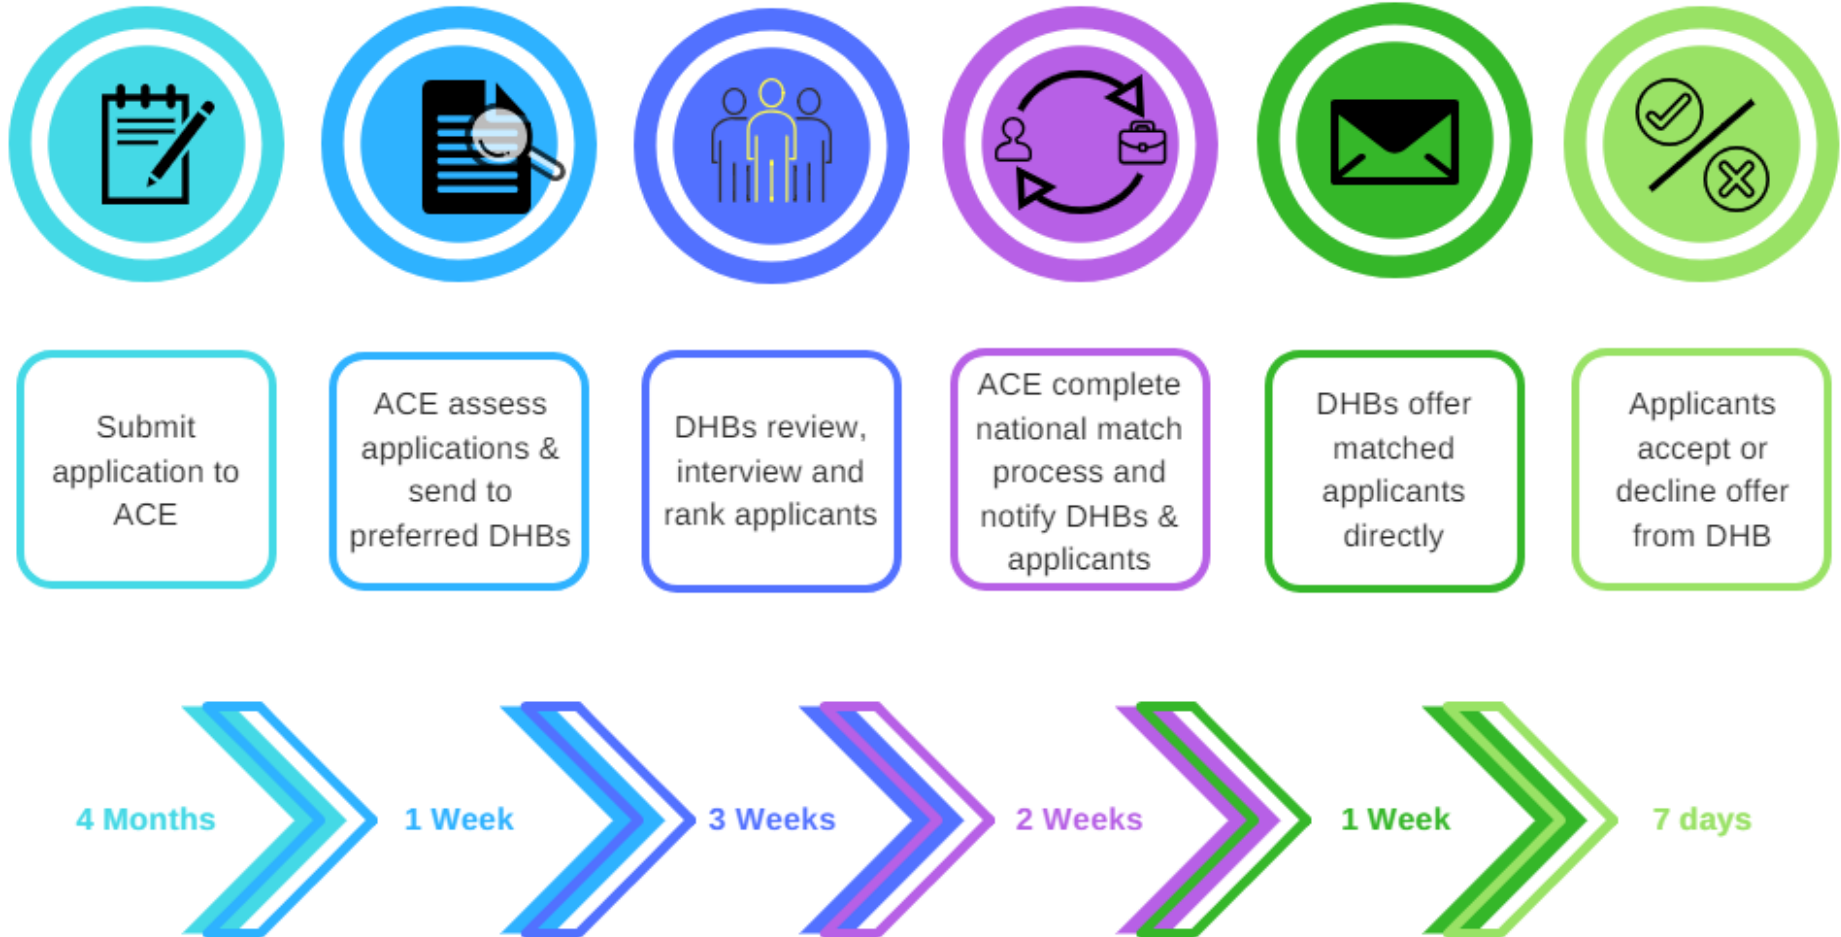 Submit
application to
ACE
ACE assess
applications &
send to
preferred DHBs
DHBs review,
interview and
rank applicants
ACE complete
national match
process and
notify DHBs &
applicants
DHBs offer
matched
applicants
directly
Applicants
accept or
decline offer
from DHB
4 Months
1 Week
3 Weeks
2 Weeks
1 Week
7 days